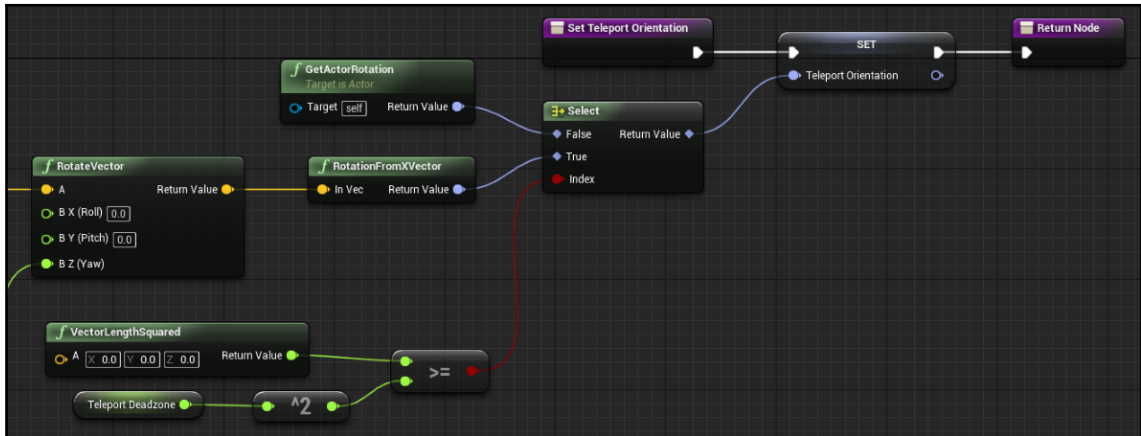 Set Teleport Orientation
SET
Teleport Orientation
Return Node
GetActorRotation
Target is Actor
Target self Return Value
Select
False Return Value
True
Index
RotateVector
A Return Value
B X (Roll) 0.0
B Y (Pitch) 0.0
B Z (Yaw)
RotationFromXVector
In Vec Return Value
VectorLengthSquared
A X 0.0 Y 0.0 Z 0.0 Return Value
>=
Teleport Deadzone
^2